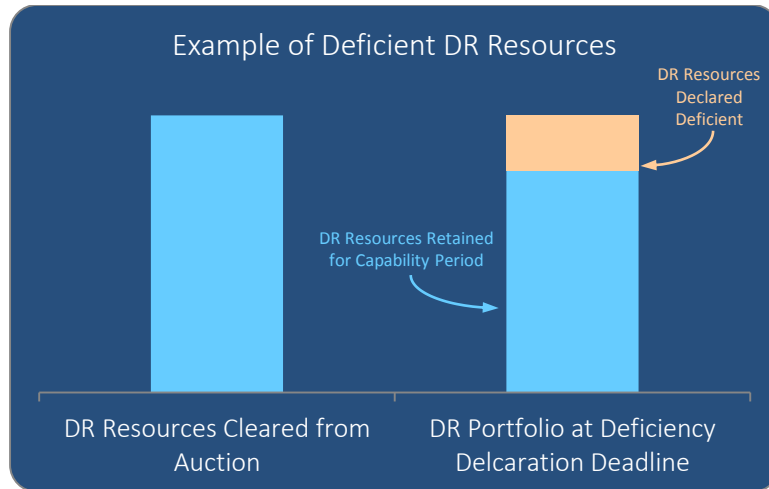 Example of Deficient DR Resources
DR Resources
Declared
Deficient
DR Resources Retained
for Capability Period
DR Resources Cleared from
Auction
DR Portfolio at Deficiency
Delcaration Deadline